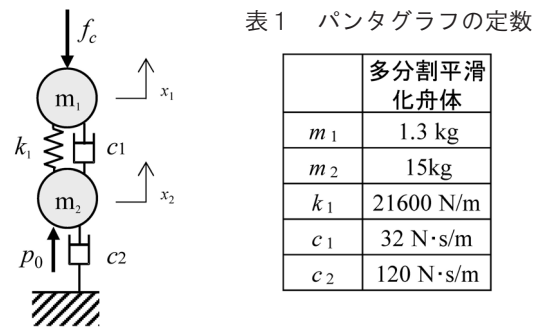 表１　パンタグラフの定数
fc
m1
x1
k1
c1
m2
x2
p0
c2
多分割平滑
化舟体
m1 1.3 kg
m2 15kg
k1 21600 N/m
c1 32 N·s/m
c2 120 N·s/m